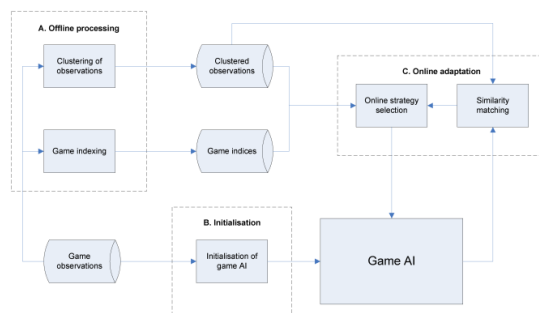 A. Offline processing
Clustering of
observations
Clustered
observations
C. Online adaptation
Online strategy
selection
Similarity
matching
Game indexing
Game indices
B. Initialisation
Game
observations
Initialisation of
game AI
Game AI